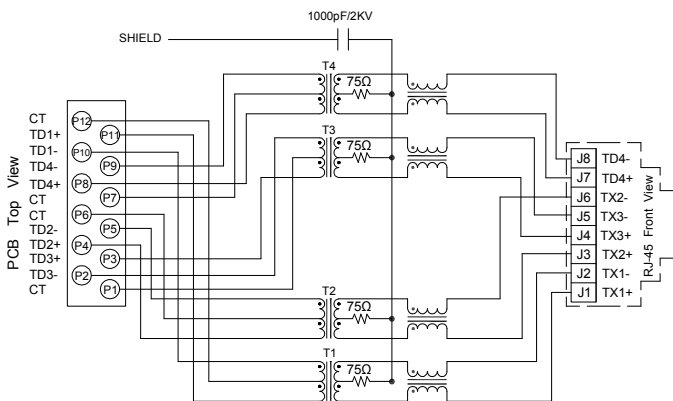 1000pF/2KV
SHIELD
T4
75Ω
T3
75Ω
T2
75Ω
T1
75Ω
PCB Top View
CT P12
TD1+ P11
TD1- P10
TD4- P9
TD4+ P8
CT P7
CT P6
TD2- P5
TD2+ P4
TD3+ P3
TD3- P2
CT P1
J8 TD4-
J7 TD4+
J6 TX2-
J5 TX3-
J4 TX3+
J3 TX2+
J2 TX1-
J1 TX1+
RJ-45 Front View